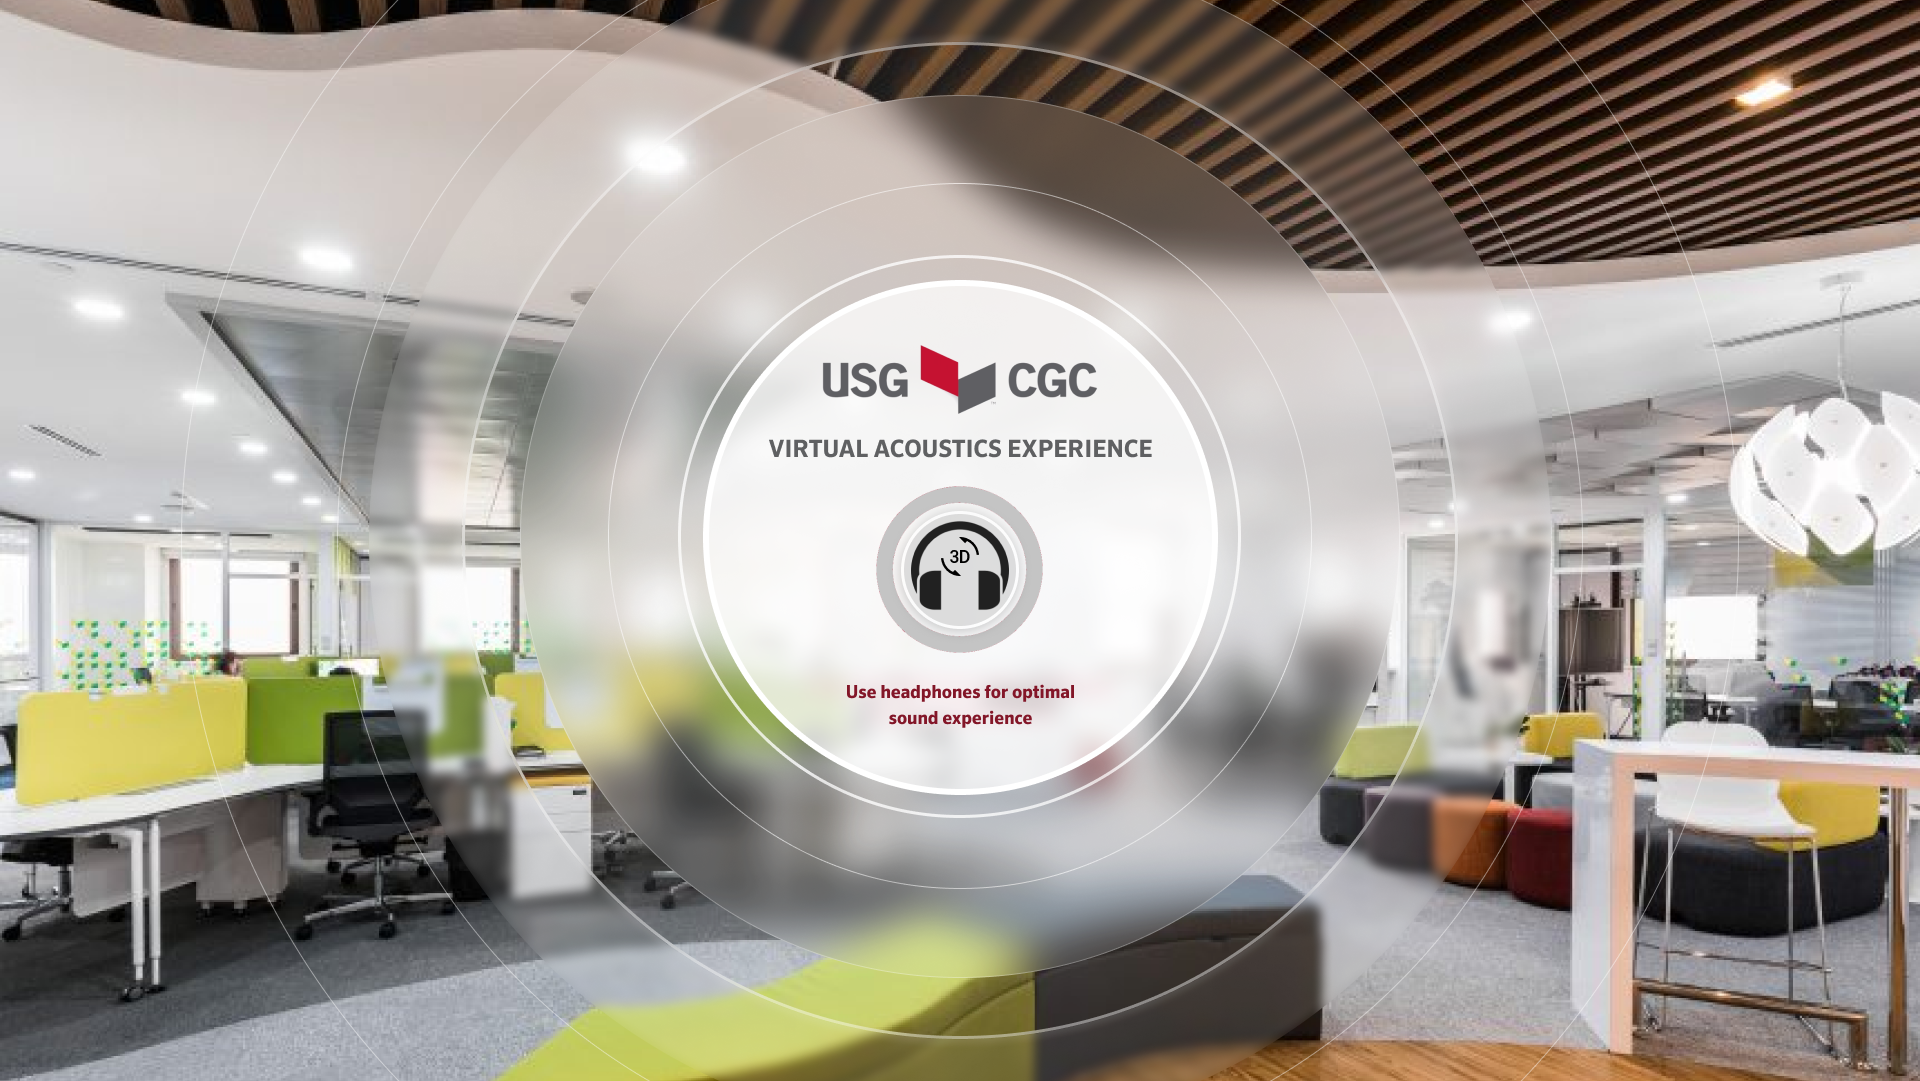 USG CGC
VIRTUAL ACOUSTICS EXPERIENCE
3D
Use headphones for optimal
sound experience